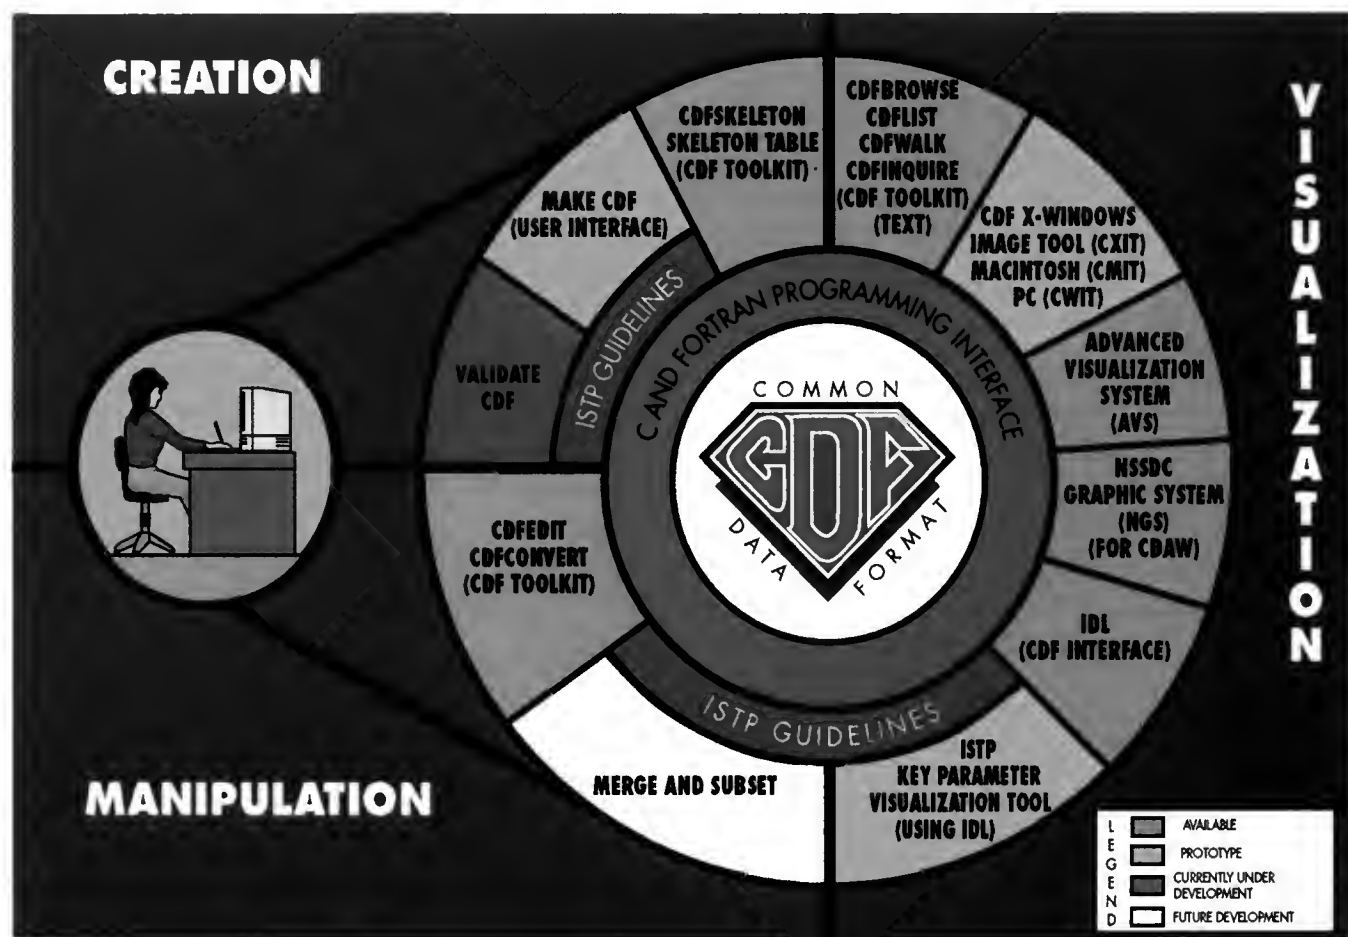 CREATION
VISUALIZATION
MANIPULATION
CDFSKELETON
SKELETON TABLE
(CDF TOOLKIT)
CDFBROWSE
CDFLIST
CDFWALK
CDFINQUIRE
(CDF TOOLKIT)
(TEXT)
MAKE CDF
(USER INTERFACE)
CDF X-WINDOWS
IMAGE TOOL (CXIT)
MACINTOSH (CMIT)
PC (CWIT)
VALIDATE
CDF
ISTP GUIDELINES
C AND FORTRAN PROGRAMMING INTERFACE
ADVANCED
VISUALIZATION
SYSTEM
(AVS)
COMMON
CDF
DATA
FORMAT
NSSDC
GRAPHIC SYSTEM
(NGS)
(FOR CDAW)
CDFEDIT
CDFCONVERT
(CDF TOOLKIT)
IDL
(CDF INTERFACE)
ISTP GUIDELINES
MERGE AND SUBSET
ISTP
KEY PARAMETER
VISUALIZATION TOOL
(USING IDL)
LEGEND
AVAILABLE
PROTOTYPE
CURRENTLY UNDER
DEVELOPMENT
FUTURE DEVELOPMENT